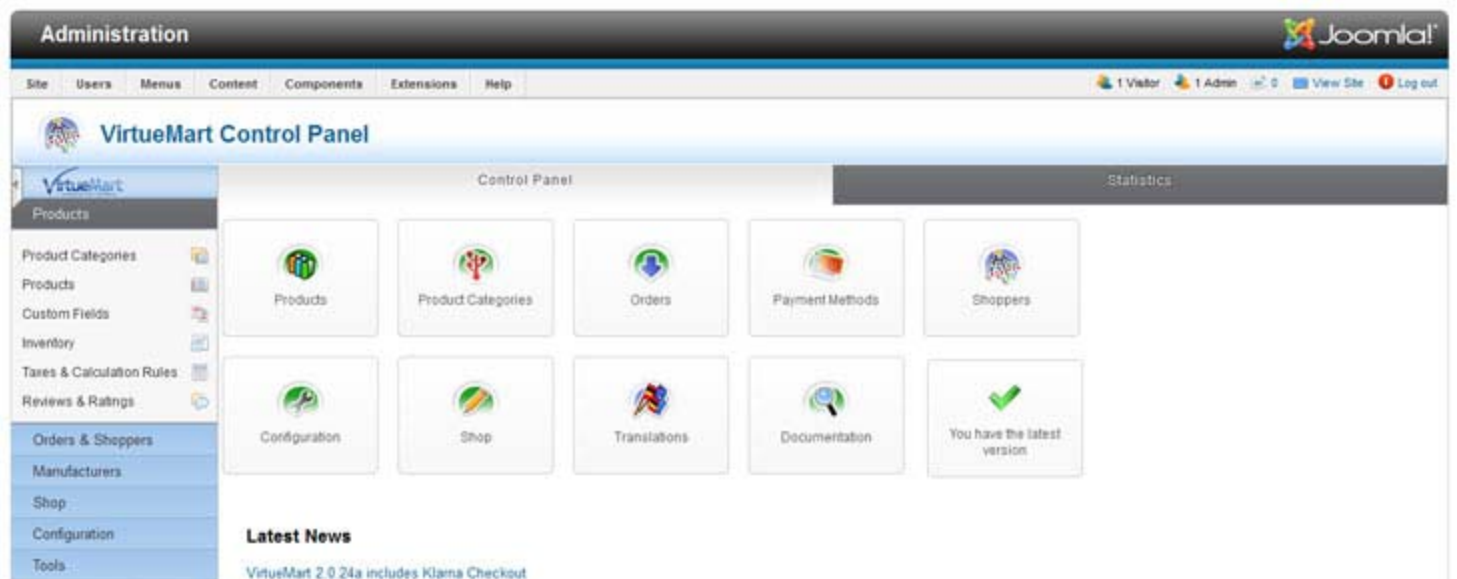 Administration
Joomla!
Site Users Menus Content Components Extensions Help
1 Visitor 1 Admin 0 View Site Log out
VirtueMart Control Panel
VirtueMart
Control Panel
Statistics
Products
Product Categories
Products
Custom Fields
Inventory
Taxes & Calculation Rules
Reviews & Ratings
Orders & Shoppers
Manufacturers
Shop
Configuration
Tools
Products
Product Categories
Orders
Payment Methods
Shoppers
Configuration
Shop
Translations
Documentation
You have the latest
version
Latest News
VirtueMart 2.0.24a includes Klarna Checkout